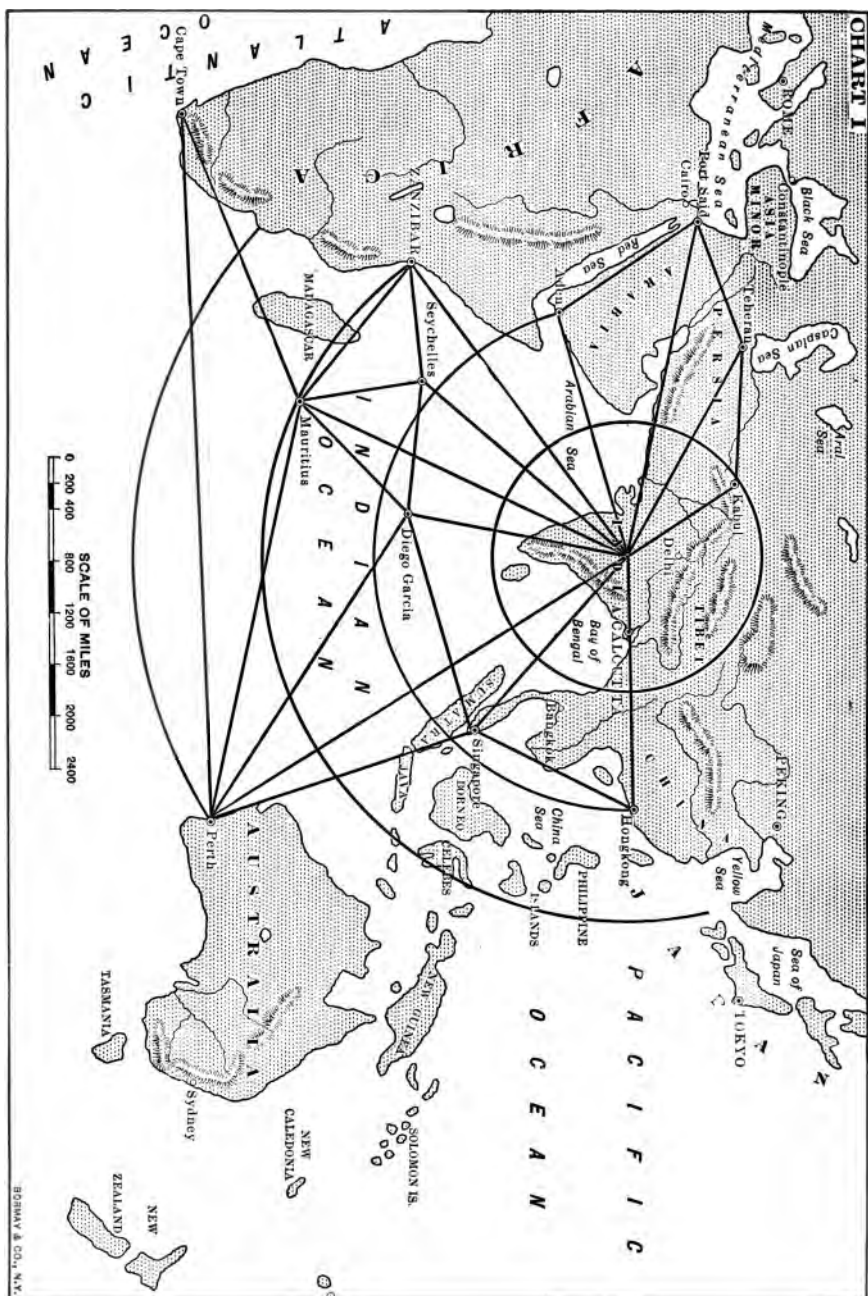 CHART I
ROME
Mediterranean Sea
Black Sea
Constantinople
ASIA
MINOR
Port Said
Cairo
Teheran
Caspian Sea
Aral
Sea
PERSIA
ARABIA
Red Sea
Aden
Arabian
Sea
Kabul
Delhi
INDIA
TIBET
CALCUTTA
Bay of
Bengal
CHINA
PEKING
Yellow
Sea
Sea of
Japan
JAPAN
TOKYO
Hongkong
Bangkok
China
Sea
PHILIPPINE
ISLANDS
Singapore
SUMATRA
BORNEO
CELEBES
JAVA
NEW
GUINEA
SOLOMON IS.
NEW
CALEDONIA
PACIFIC
OCEAN
AFRICA
ZANZIBAR
Seychelles
MADAGASCAR
Mauritius
Diego Garcia
INDIAN
OCEAN
Cape Town
ATLANTIC
OCEAN
AUSTRALIA
Perth
Sydney
TASMANIA
NEW
ZEALAND
0 200 400 800 1200 1600 2000 2400
SCALE OF MILES
BORMAY & CO., N.Y.